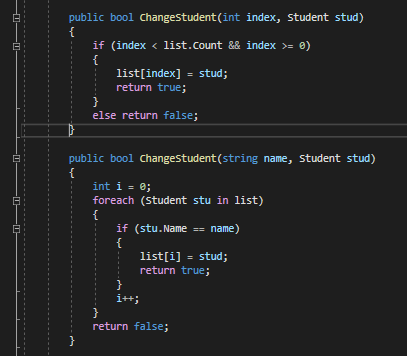 public bool ChangeStudent(int index, Student stud)
{
if (index < list.Count && index >= 0)
{
list[index] = stud;
return true;
}
else return false;
}
public bool ChangeStudent(string name, Student stud)
{
int i = 0;
foreach (Student stu in list)
{
if (stu.Name == name)
{
list[i] = stud;
return true;
}
i++;
}
return false;
}